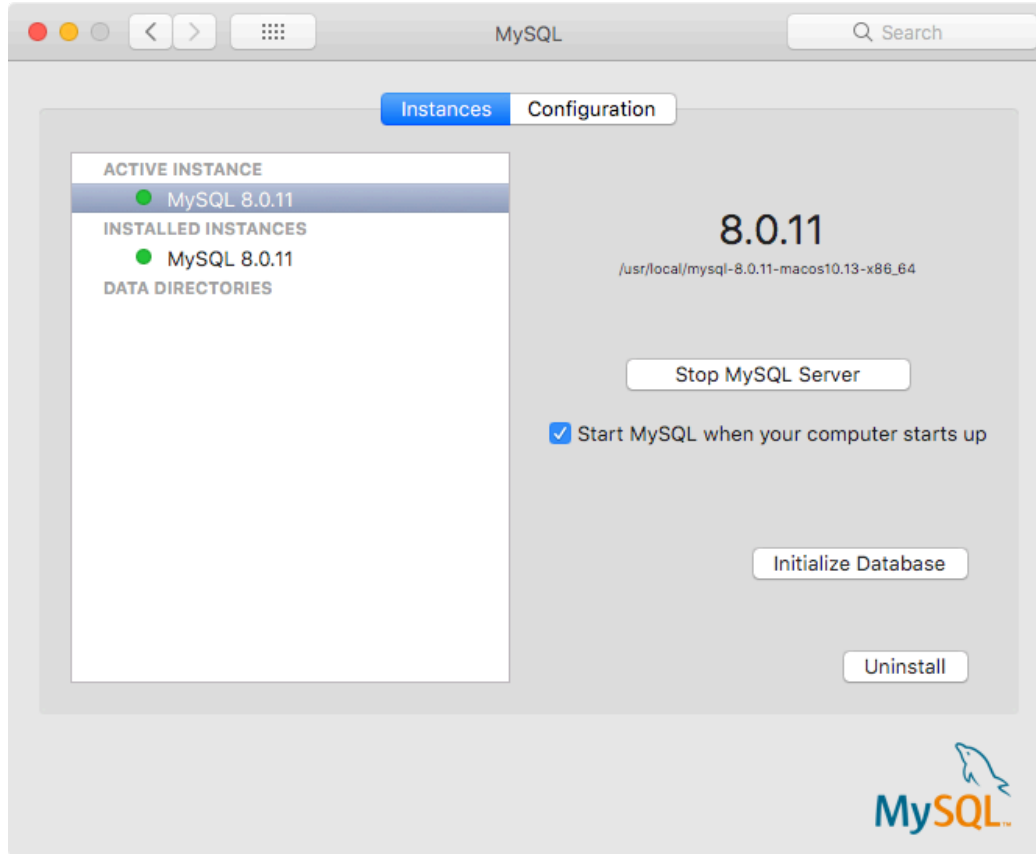 MySQL
Search
Instances Configuration
ACTIVE INSTANCE
MySQL 8.0.11
INSTALLED INSTANCES
MySQL 8.0.11
DATA DIRECTORIES
8.0.11
/usr/local/mysql-8.0.11-macos10.13-x86_64
Stop MySQL Server
Start MySQL when your computer starts up
Initialize Database
Uninstall
MySQL™